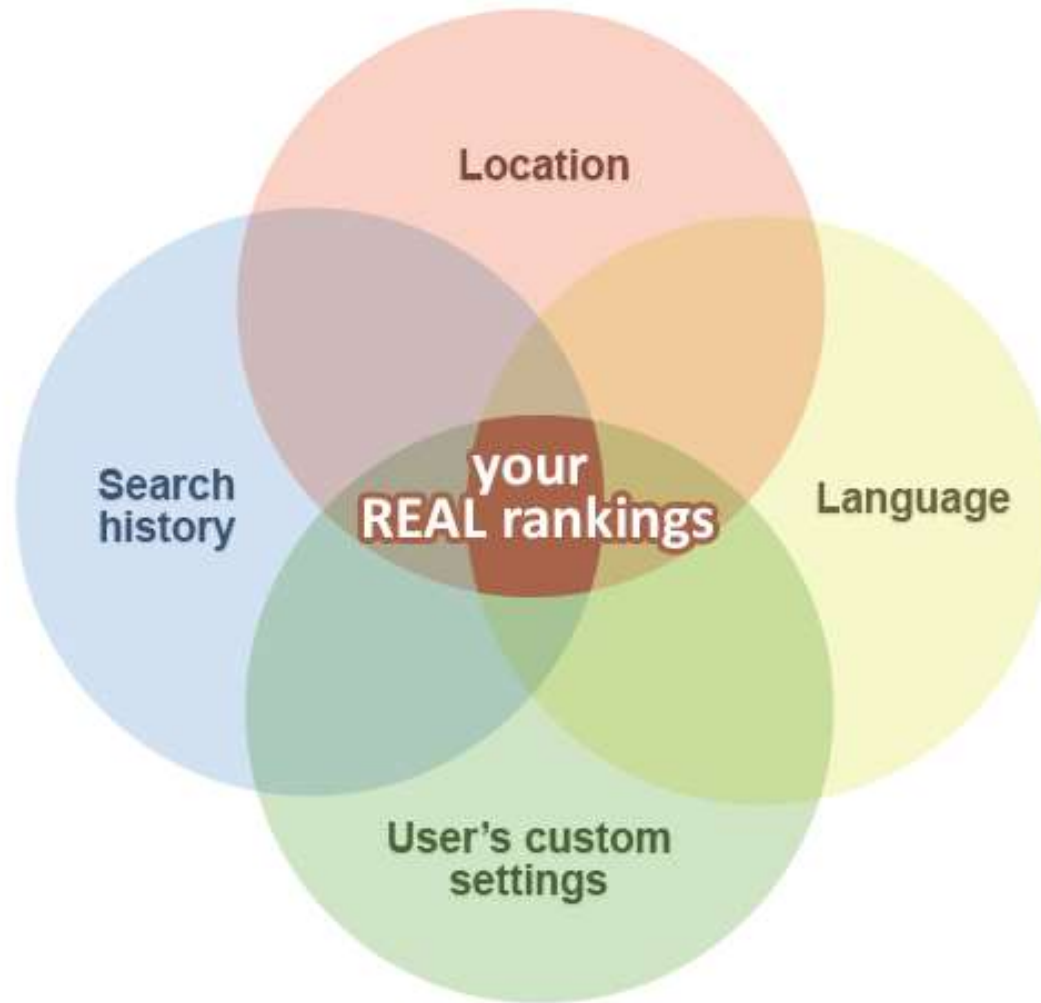 Location
Search
history
your
REAL rankings
Language
User's custom
settings